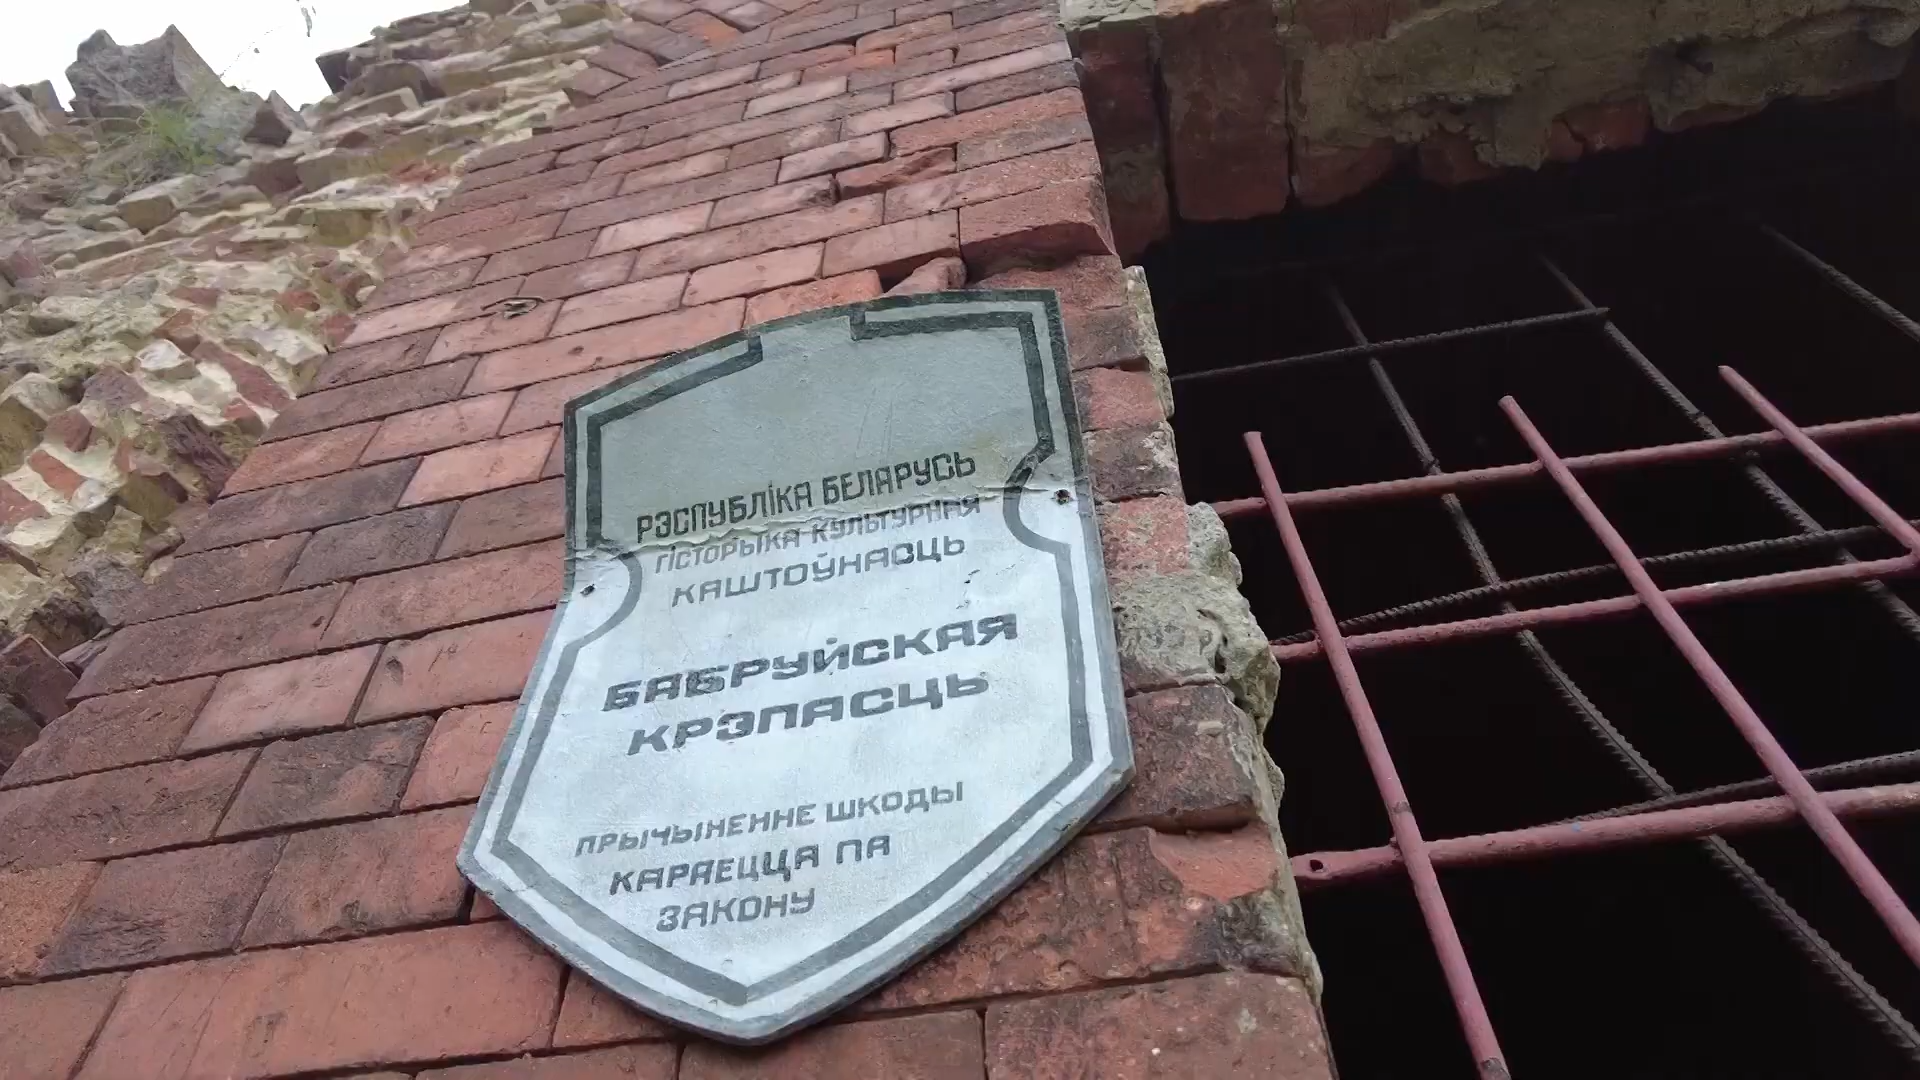 РЭСПУБЛІКА БЕЛАРУСЬ
ГІСТОРЫКА-КУЛЬТУРНАЯ
КАШТОЎНАСЦЬ
БАБРУЙСКАЯ
КРЭПАСЦЬ
ПРЫЧЫНЕННЕ ШКОДЫ
КАРАЕЦЦА ПА
ЗАКОНУ